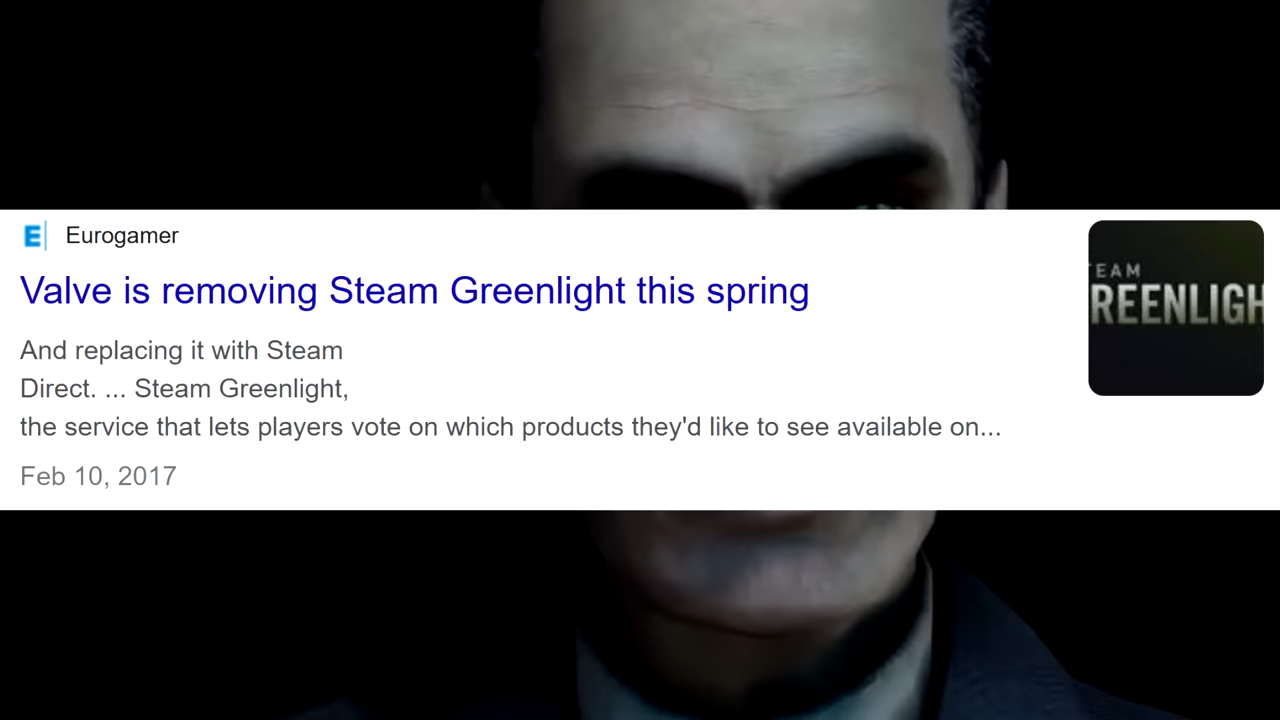 E
Eurogamer
Valve is removing Steam Greenlight this spring
And replacing it with Steam
Direct. ... Steam Greenlight,
the service that lets players vote on which products they'd like to see available on...
Feb 10, 2017
TEAM
REENLIGH